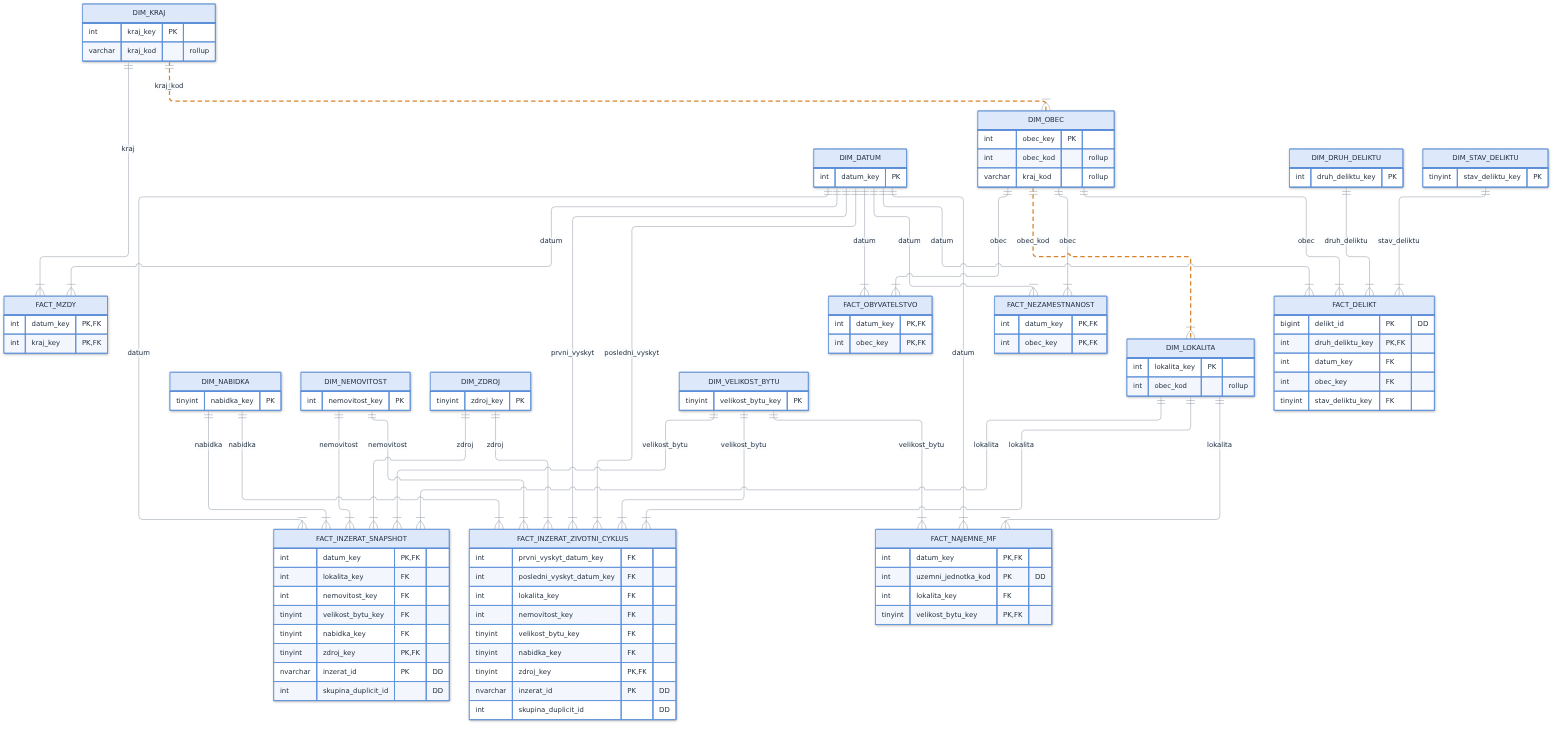 DIM_KRAJ
int kraj_key PK
varchar kraj_kod rollup
kraj_kod
DIM_OBEC
int obec_key PK
int obec_kod rollup
varchar kraj_kod rollup
kraj
DIM_DATUM
int datum_key PK
DIM_DRUH_DELIKTU
int druh_deliktu_key PK
DIM_STAV_DELIKTU
tinyint stav_deliktu_key PK
datum datum datum datum obec obec_kod obec obec druh_deliktu stav_deliktu
FACT_MZDY
int datum_key PK,FK
int kraj_key PK,FK
FACT_OBYVATELSTVO
int datum_key PK,FK
int obec_key PK,FK
FACT_NEZAMESTNANOST
int datum_key PK,FK
int obec_key PK,FK
FACT_DELIKT
bigint delikt_id PK DD
int druh_deliktu_key PK,FK
int datum_key FK
int obec_key FK
tinyint stav_deliktu_key FK
DIM_LOKALITA
int lokalita_key PK
int obec_kod rollup
datum prvni_vyskyt posledni_vyskyt datum
DIM_NABIDKA
tinyint nabidka_key PK
DIM_NEMOVITOST
int nemovitost_key PK
DIM_ZDROJ
tinyint zdroj_key PK
DIM_VELIKOST_BYTU
tinyint velikost_bytu_key PK
nabidka nabidka nemovitost nemovitost zdroj zdroj velikost_bytu velikost_bytu velikost_bytu lokalita lokalita lokalita
FACT_INZERAT_SNAPSHOT
int datum_key PK,FK
int lokalita_key FK
int nemovitost_key FK
tinyint velikost_bytu_key FK
tinyint nabidka_key FK
tinyint zdroj_key PK,FK
nvarchar inzerat_id PK DD
int skupina_duplicit_id DD
FACT_INZERAT_ZIVOTNI_CYKLUS
int prvni_vyskyt_datum_key FK
int posledni_vyskyt_datum_key FK
int lokalita_key FK
int nemovitost_key FK
tinyint velikost_bytu_key FK
tinyint nabidka_key FK
tinyint zdroj_key PK,FK
nvarchar inzerat_id PK DD
int skupina_duplicit_id DD
FACT_NAJEMNE_MF
int datum_key PK,FK
int uzemni_jednotka_kod PK DD
int lokalita_key FK
tinyint velikost_bytu_key PK,FK